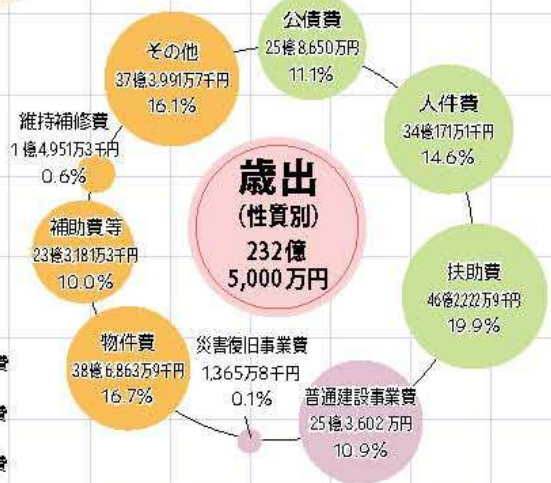 歳出
(性質別)
232億
5,000万円
公債費
25億8,650万円
11.1%
人件費
34億171万1千円
14.6%
扶助費
46億2,222万9千円
19.9%
普通建設事業費
25億3,602万円
10.9%
災害復旧事業費
1,365万8千円
0.1%
物件費
38億6,863万9千円
16.7%
補助費等
23億3,181万3千円
10.0%
維持補修費
1億4,951万3千円
0.6%
その他
37億3,991万7千円
16.1%
費
費
費